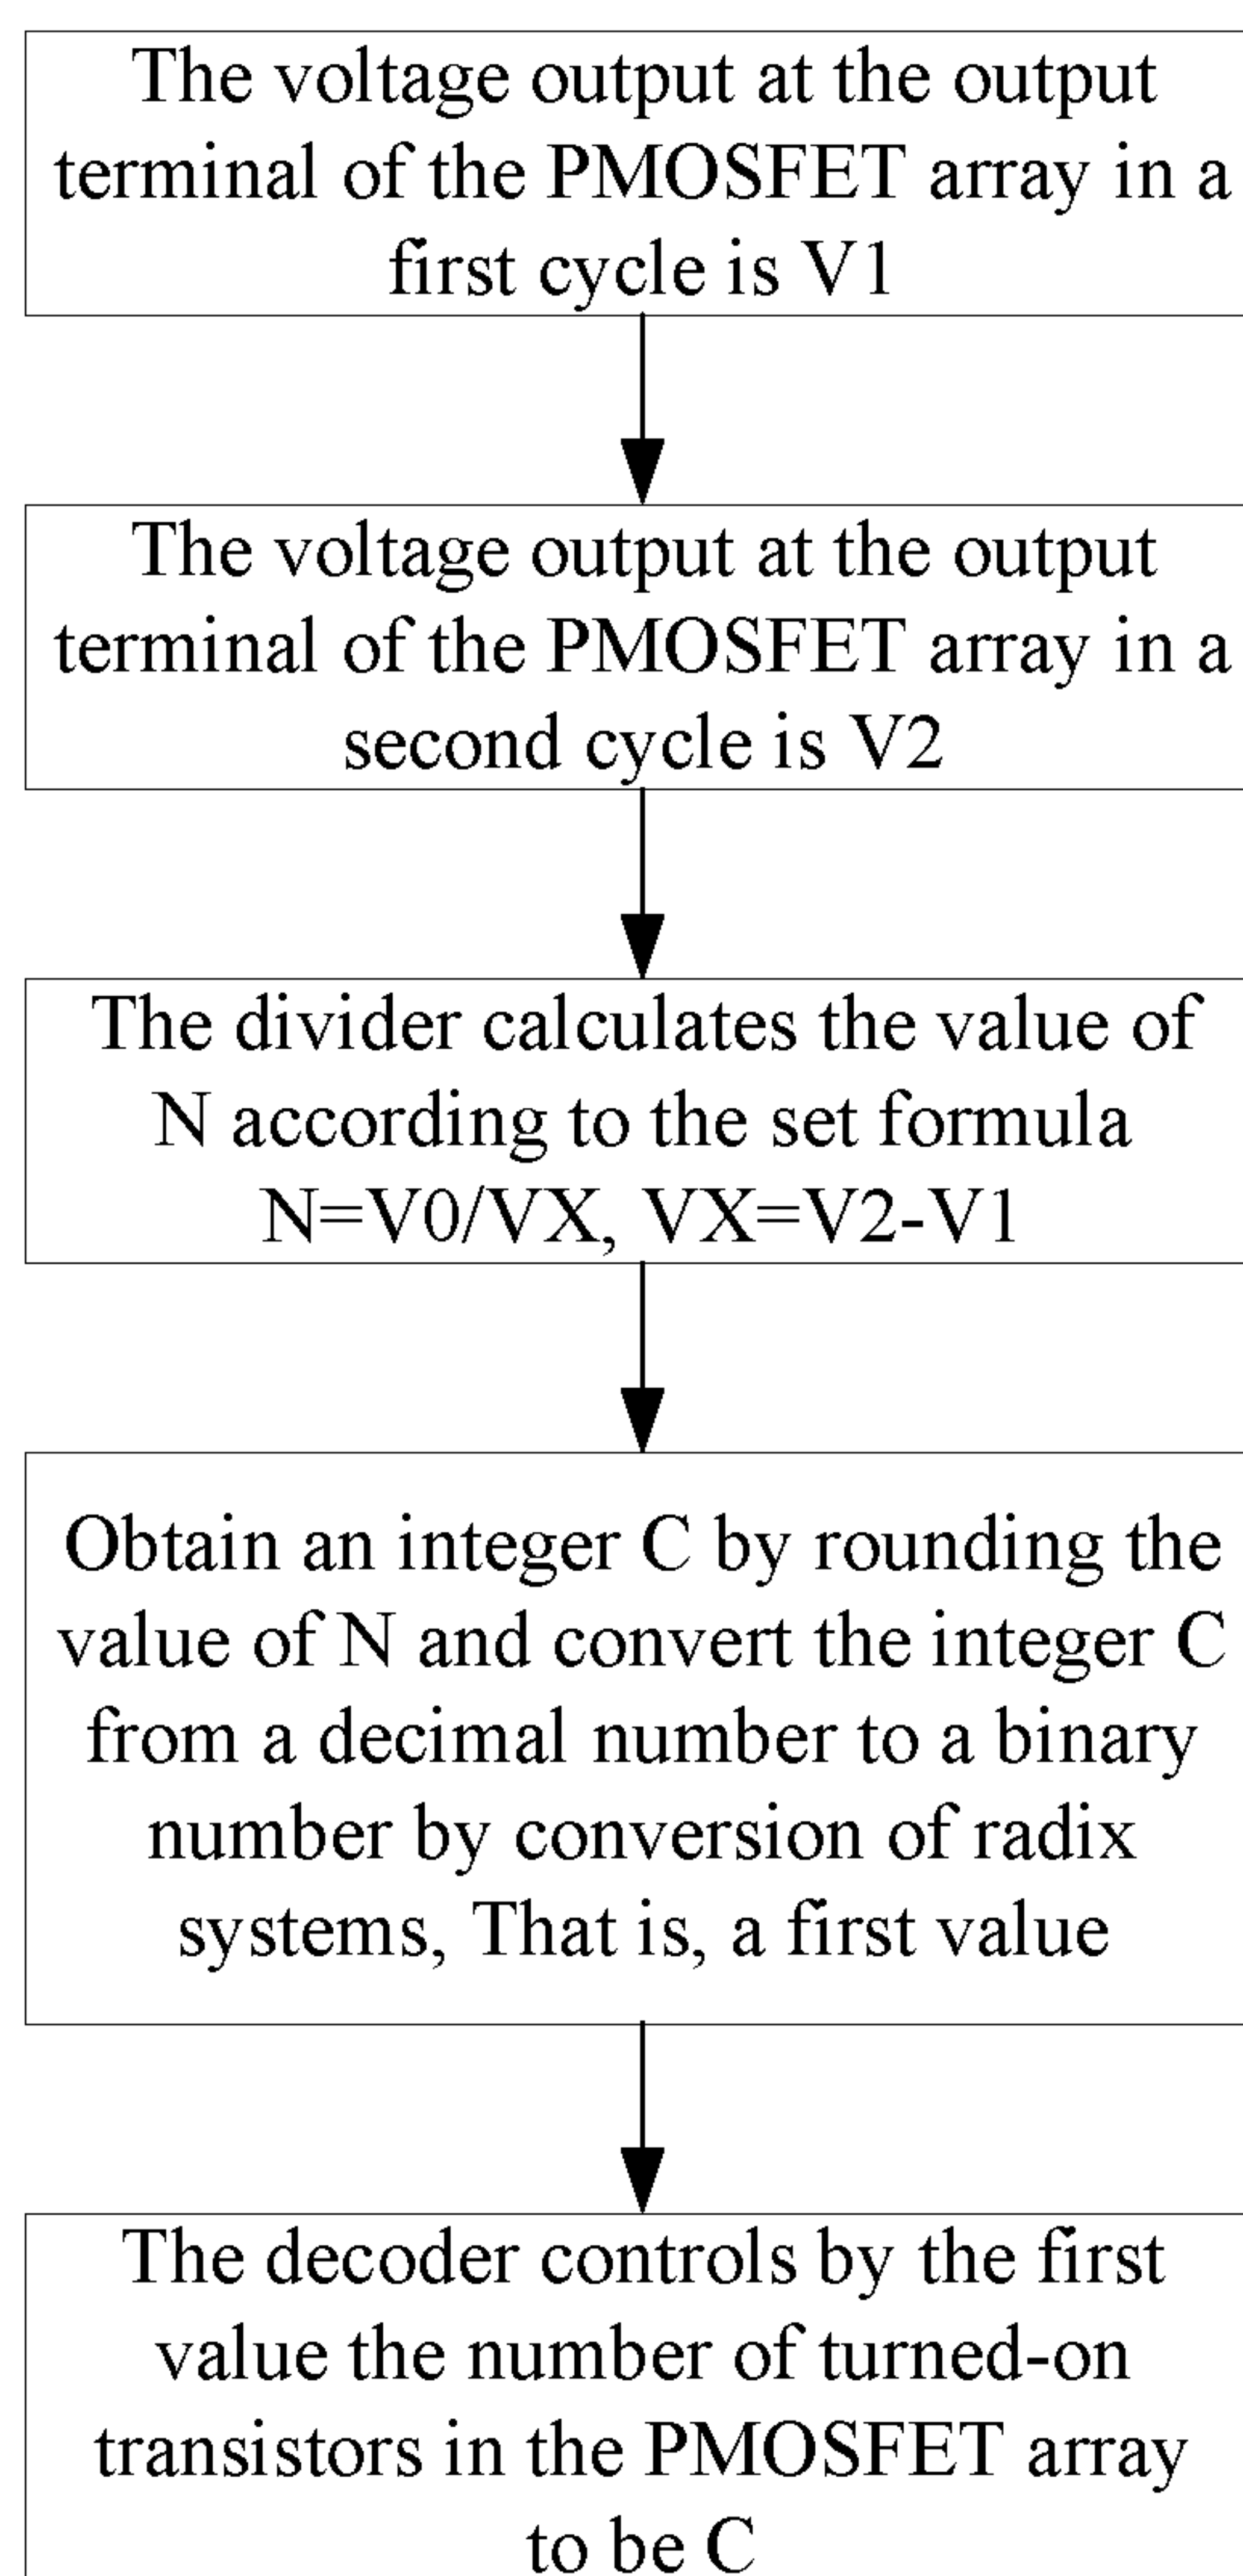 The voltage output at the output
terminal of the PMOSFET array in a
first cycle is V1
The voltage output at the output
terminal of the PMOSFET array in a
second cycle is V2
The divider calculates the value of
N according to the set formula
N=V0/VX, VX=V2-V1
Obtain an integer C by rounding the
value of N and convert the integer C
from a decimal number to a binary
number by conversion of radix
systems, That is, a first value
The decoder controls by the first
value the number of turned-on
transistors in the PMOSFET array
to be C